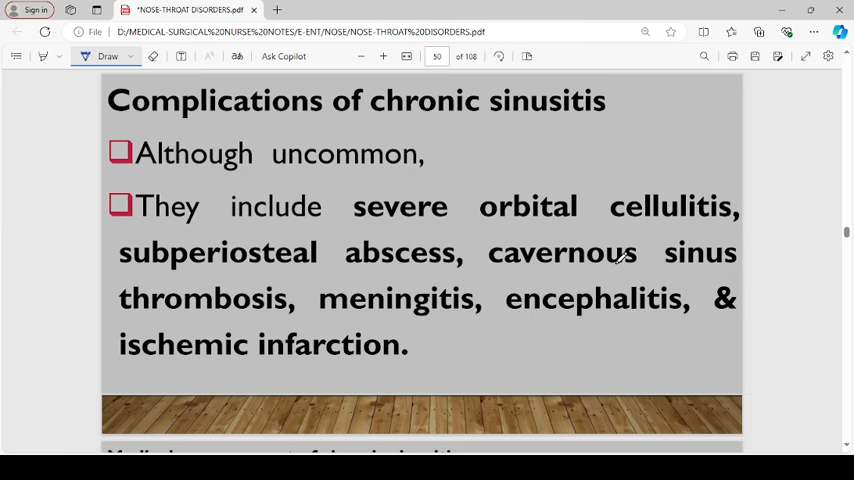 Sign in
*NOSE-THROAT DISORDERS.pdf
File
D:/MEDICAL-SURGICAL%20NURSE%20NOTES/E-ENT/NOSE/NOSE-THROAT%20DISORDERS.pdf
Draw
Ask Copilot
50 of 108
Complications of chronic sinusitis
Although uncommon,
They include severe orbital cellulitis,
subperiosteal abscess, cavernous sinus
thrombosis, meningitis, encephalitis, &
ischemic infarction.